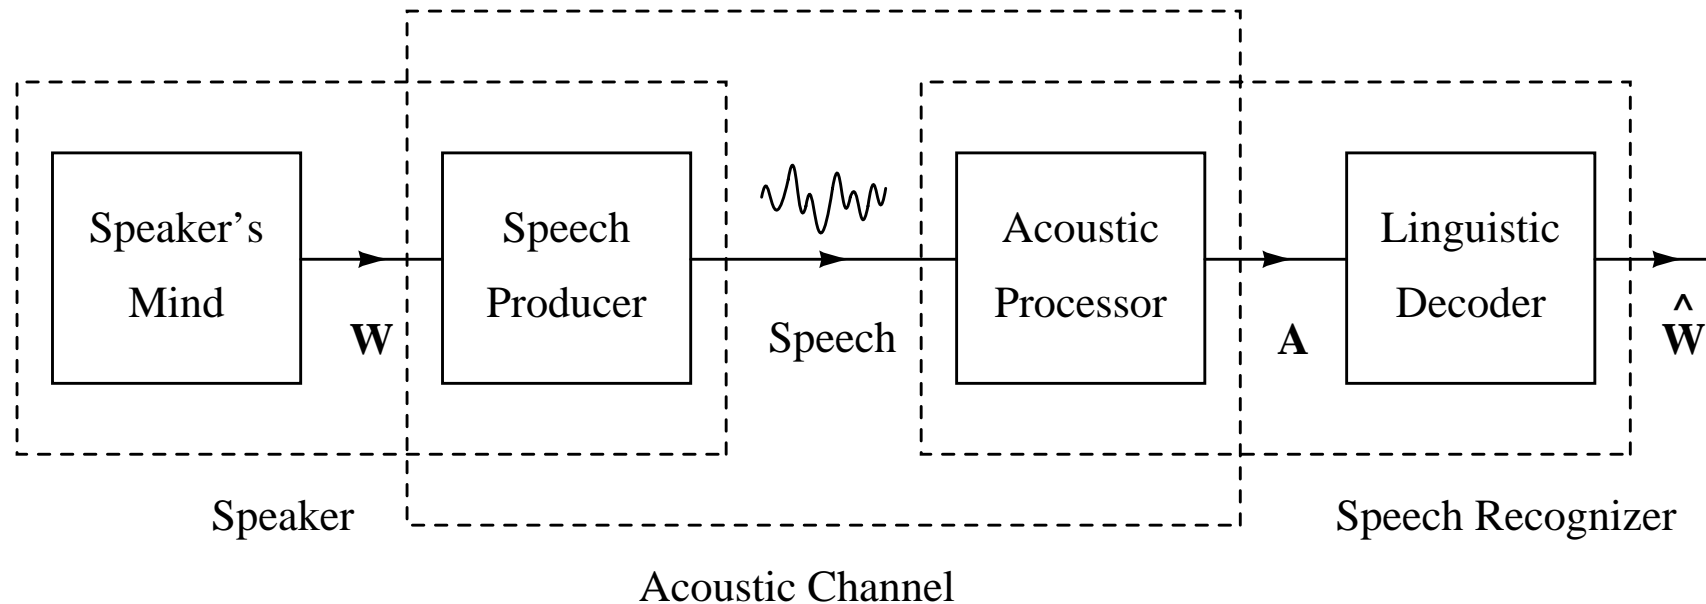 Speaker’s
Mind
W
Speech
Producer
Speech
Acoustic
Processor
A
Linguistic
Decoder
Ŵ
Speaker
Acoustic Channel
Speech Recognizer